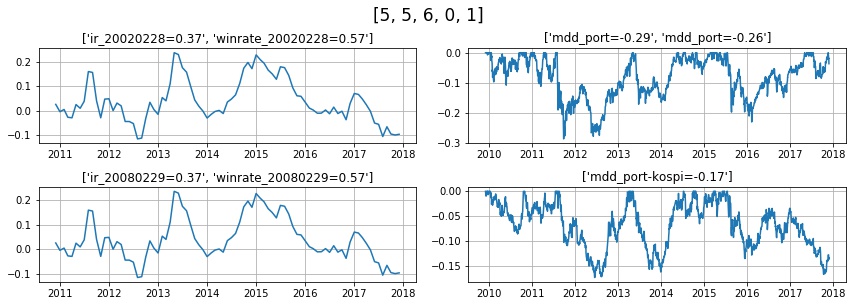 [5, 5, 6, 0, 1]
['ir_20020228=0.37', 'winrate_20020228=0.57']
0.2
0.1
0.0
−0.1
2011 2012 2013 2014 2015 2016 2017 2018
['mdd_port=-0.29', 'mdd_port=-0.26']
0.0
−0.1
−0.2
−0.3
2010 2011 2012 2013 2014 2015 2016 2017 2018
['ir_20080229=0.37', 'winrate_20080229=0.57']
0.2
0.1
0.0
−0.1
2011 2012 2013 2014 2015 2016 2017 2018
['mdd_port-kospi=-0.17']
0.00
−0.05
−0.10
−0.15
2010 2011 2012 2013 2014 2015 2016 2017 2018